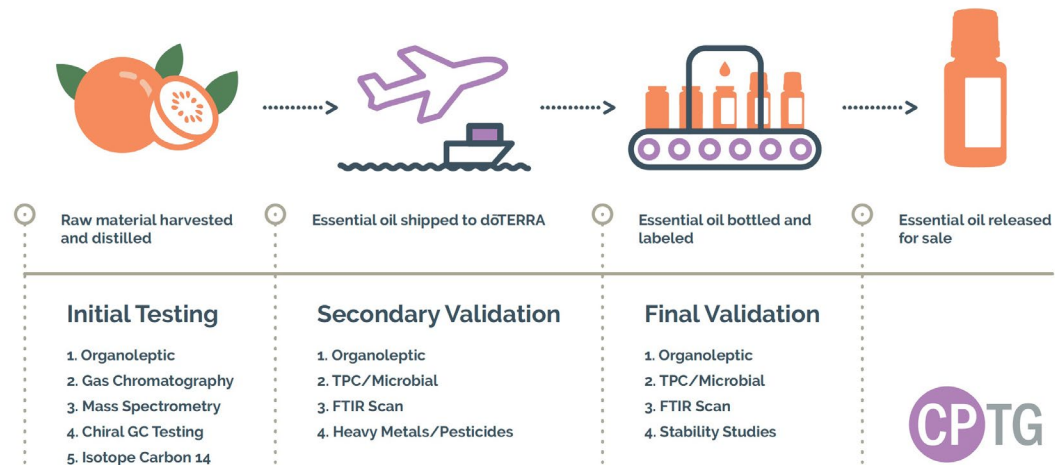 Raw material harvested
and distilled
Essential oil shipped to dōTERRA
Essential oil bottled and
labeled
Essential oil released
for sale
Initial Testing
1. Organoleptic
2. Gas Chromatography
3. Mass Spectrometry
4. Chiral GC Testing
5. Isotope Carbon 14
Secondary Validation
1. Organoleptic
2. TPC/Microbial
3. FTIR Scan
4. Heavy Metals/Pesticides
Final Validation
1. Organoleptic
2. TPC/Microbial
3. FTIR Scan
4. Stability Studies
CPTG